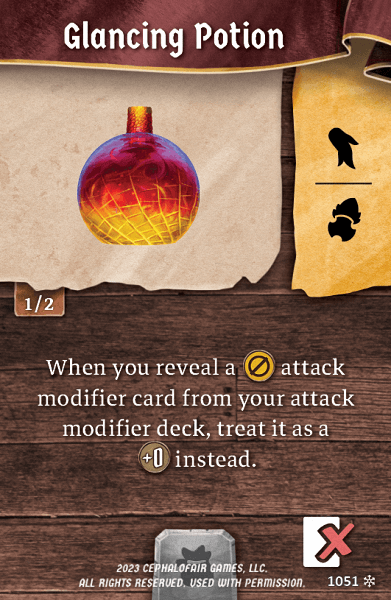 Glancing Potion
1/2
When you reveal a attack
modifier card from your attack
modifier deck, treat it as a
+0 instead.
2023 CEPHALOFAIR GAMES, LLC.
ALL RIGHTS RESERVED. USED WITH PERMISSION.
1051